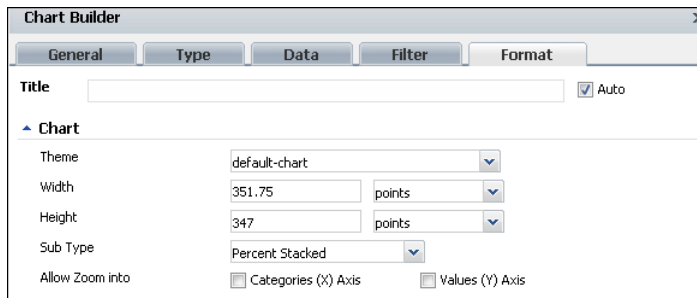 Chart Builder
General Type Data Filter Format
Title Auto
Chart
Theme default-chart
Width 351.75 points
Height 347 points
Sub Type Percent Stacked
Allow Zoom into Categories (X) Axis Values (Y) Axis